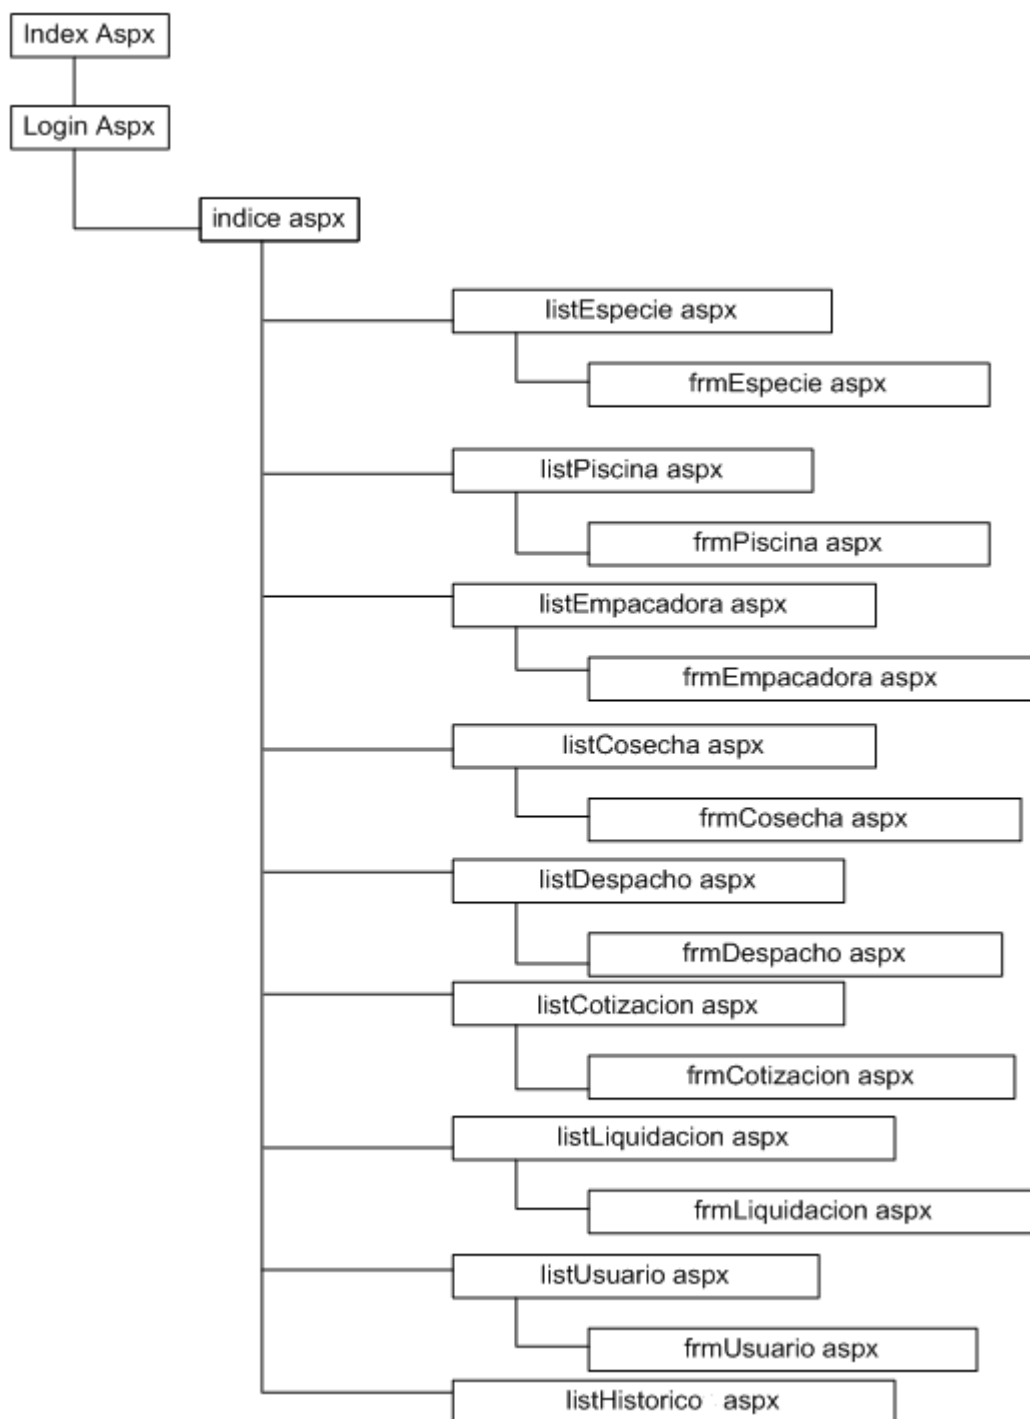 Index Aspx
Login Aspx
indice aspx
listEspecie aspx
frmEspecie aspx
listPiscina aspx
frmPiscina aspx
listEmpacadora aspx
frmEmpacadora aspx
listCosecha aspx
frmCosecha aspx
listDespacho aspx
frmDespacho aspx
listCotizacion aspx
frmCotizacion aspx
listLiquidacion aspx
frmLiquidacion aspx
listUsuario aspx
frmUsuario aspx
listHistorico aspx